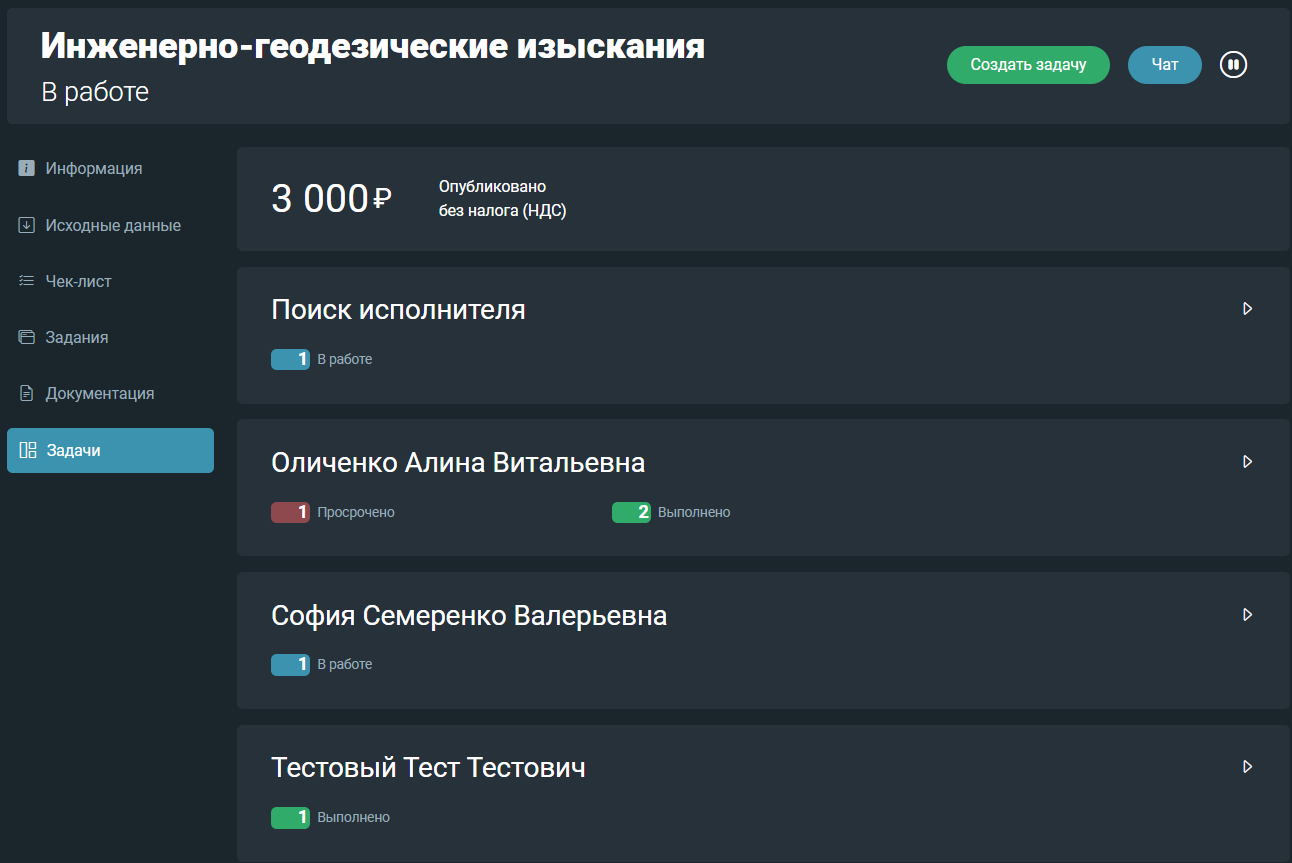 Инженерно-геодезические изыскания
В работе
Создать задачу
Чат
Информация
Исходные данные
Чек-лист
Задания
Документация
Задачи
3 000 ₽
Опубликовано
без налога (НДС)
Поиск исполнителя
1 В работе
Оличенко Алина Витальевна
1 Просрочено
2 Выполнено
София Семеренко Валерьевна
1 В работе
Тестовый Тест Тестович
1 Выполнено